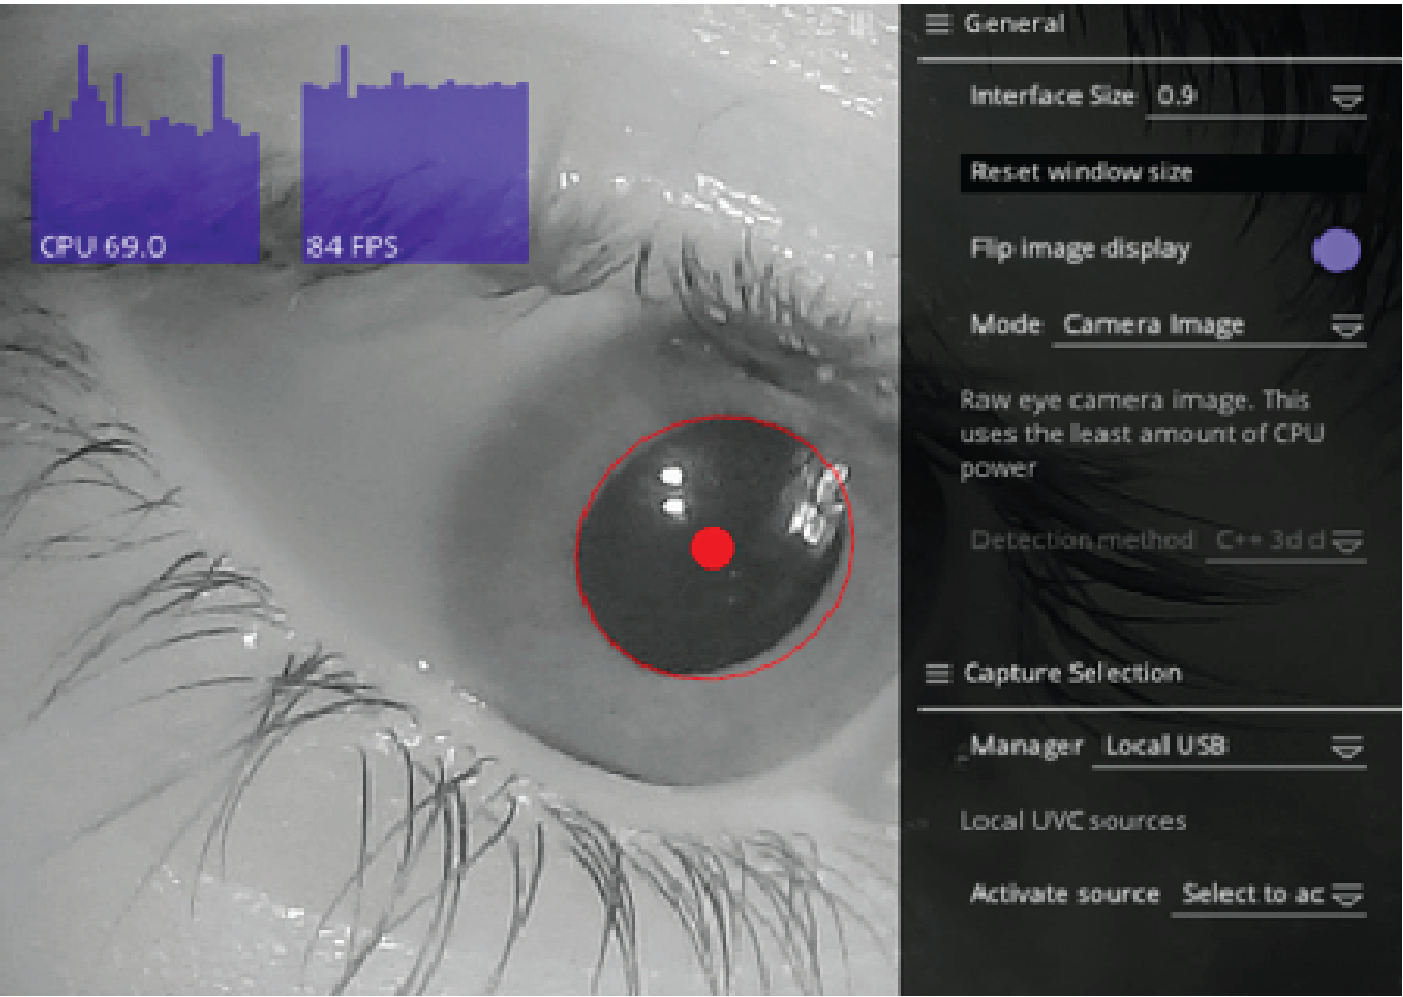 CPU 69.0
84 FPS
General
Interface Size 0.9
Reset window size
Flip image display
Mode Camera Image
Raw eye camera image. This
uses the least amount of CPU
power
Detection method C++ 3d d
Capture Selection
Manager Local USB
Local UVC sources
Activate source Select to ac